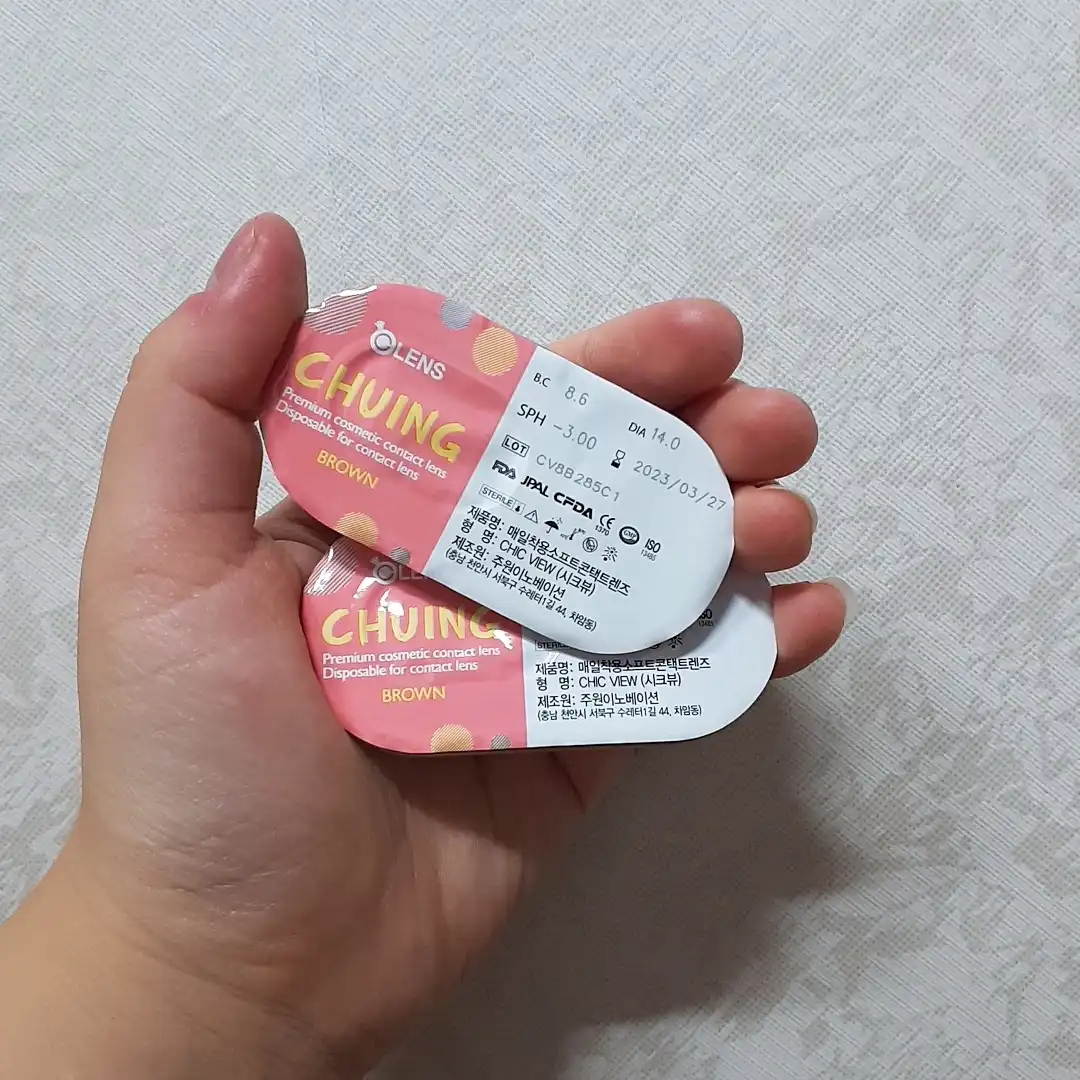 OLENS
CHUING
Premium cosmetic contact lens
Disposable for contact lens
BROWN
B.C 8.6
DIA 14.0
SPH -3.00
2023/03/27
LOT CV8B285C1
FDA JPAL CFDA CE 1370 GMP ISO 13485
STERILE
제품명: 매일착용소프트콘택트렌즈
형 명: CHIC VIEW (시크뷰)
제조원: 주원이노베이션
(충남 천안시 서북구 수레터1길 44, 차암동)
CHUING
Premium cosmetic contact lens
Disposable for contact lens
BROWN
13485
제품명: 매일착용소프트콘택트렌즈
형 명: CHIC VIEW (시크뷰)
제조원: 주원이노베이션
(충남 천안시 서북구 수레터1길 44, 차암동)